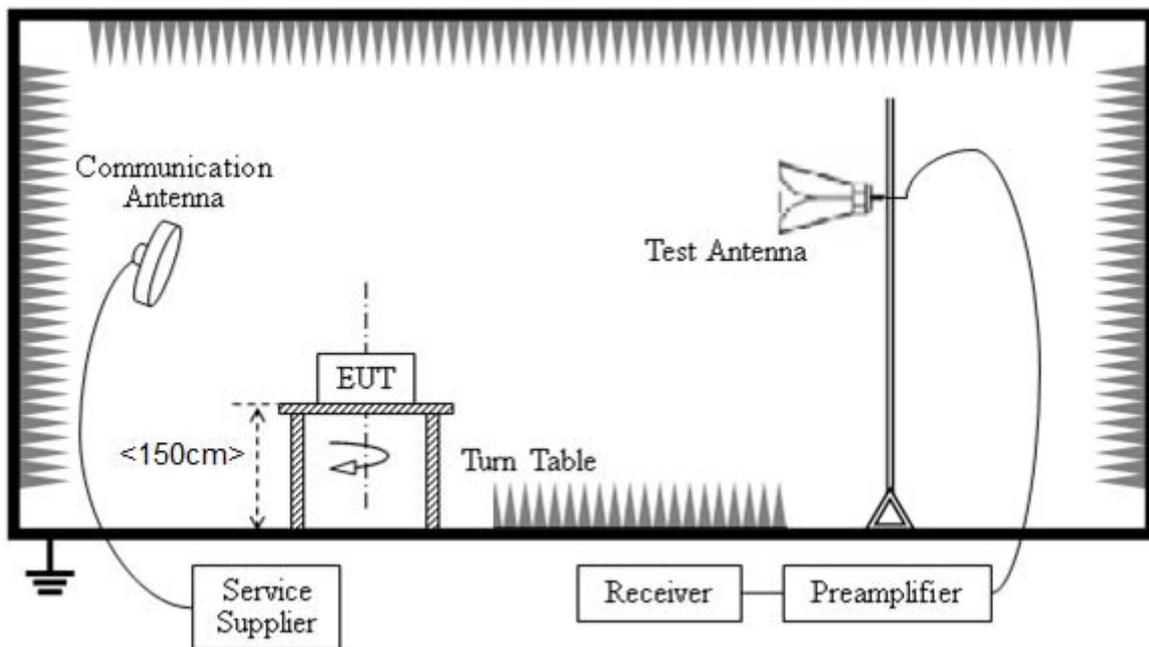 Communication
Antenna
Test Antenna
EUT
<150cm>
Turn Table
Service
Supplier
Receiver
Preamplifier